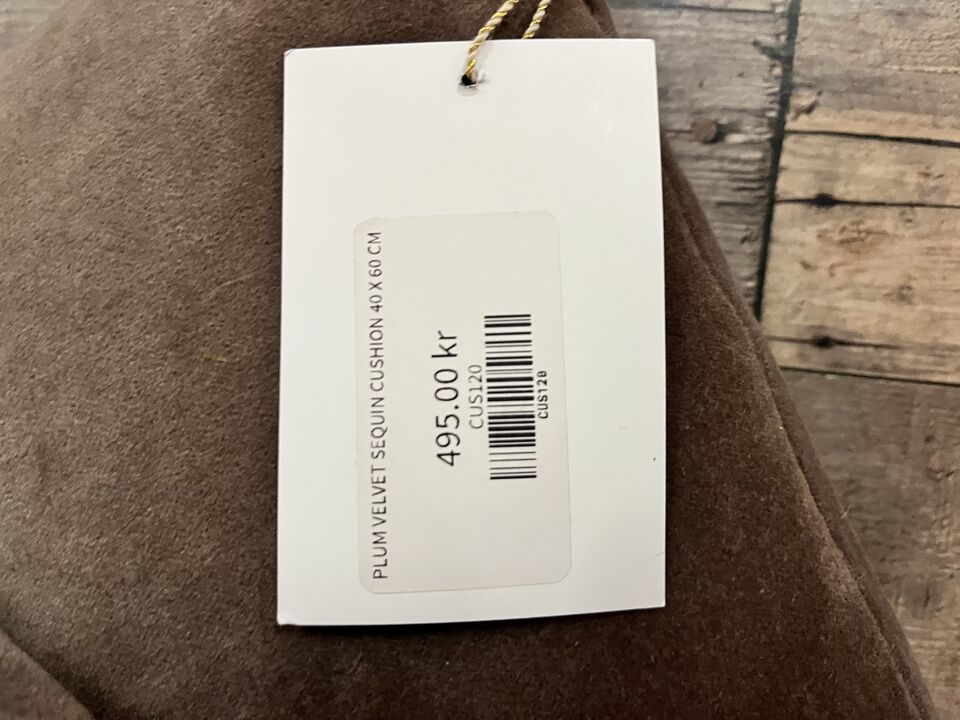 PLUM VELVET SEQUIN CUSHION 40 X 60 CM
495.00 kr
CUS120
CUS120